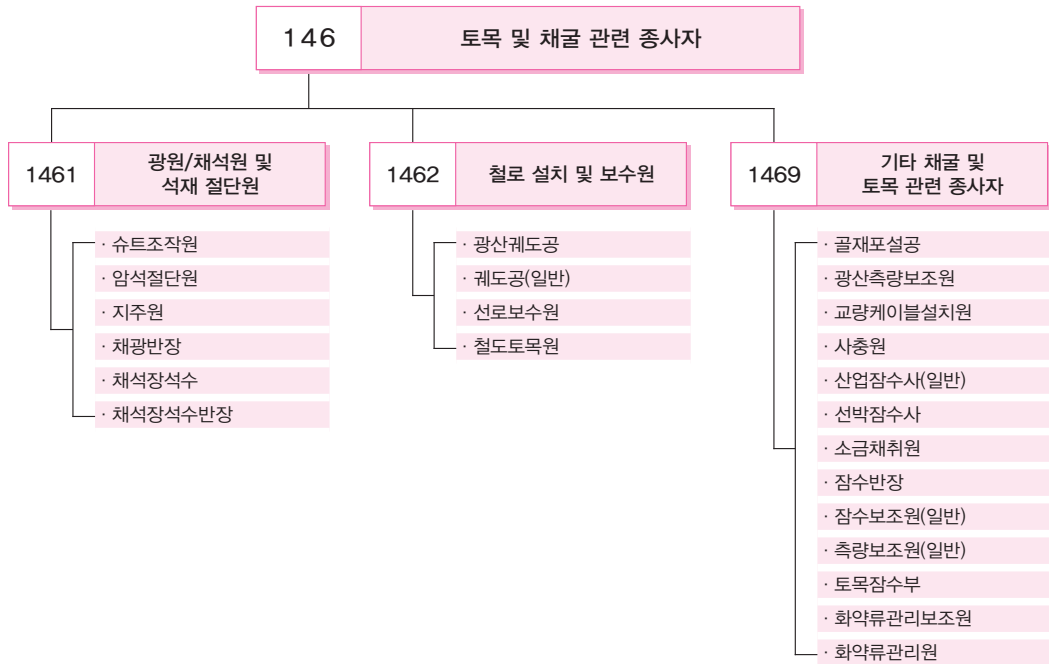 146
토목 및 채굴 관련 종사자
1461
광원/채석원 및
석재 절단원
· 슈트조작원
· 암석절단원
· 지주원
· 채광반장
· 채석장석수
· 채석장석수반장
1462
철로 설치 및 보수원
· 광산궤도공
· 궤도공(일반)
· 선로보수원
· 철도토목원
1469
기타 채굴 및
토목 관련 종사자
· 골재포설공
· 광산측량보조원
· 교량케이블설치원
· 사충원
· 산업잠수사(일반)
· 선박잠수사
· 소금채취원
· 잠수반장
· 잠수보조원(일반)
· 측량보조원(일반)
· 토목잠수부
· 화약류관리보조원
· 화약류관리원